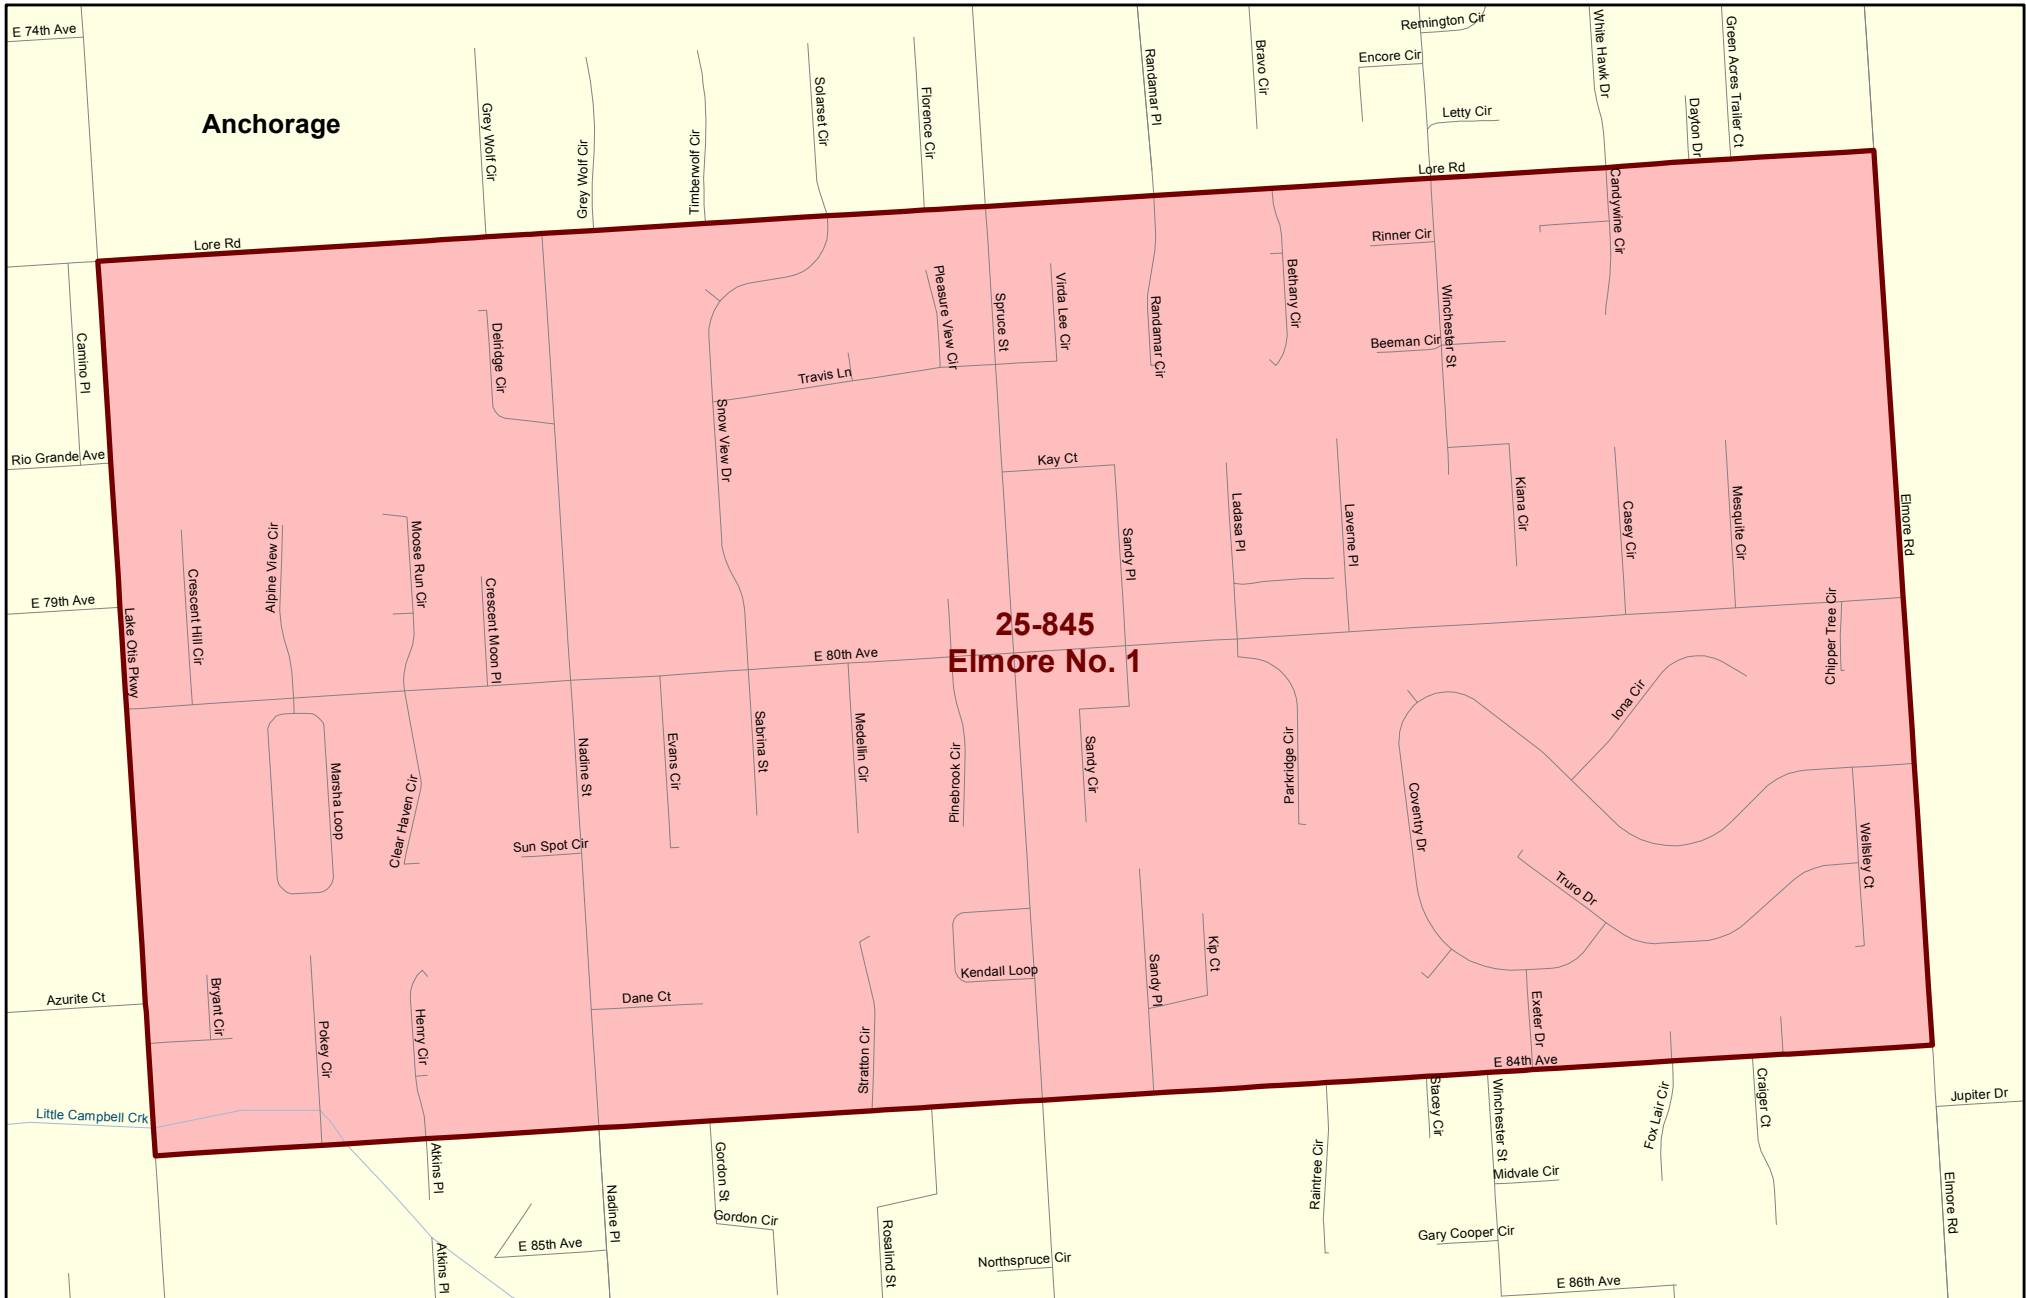 E 74th Ave
Anchorage
Grey Wolf Cir
Grey Wolf Cir
Timberwolf Cir
Solarset Cir
Florence Cir
Randamar Pl
Bravo Cir
Remington Cir
Encore Cir
Letty Cir
White Hawk Dr
Dayton Dr
Green Acres Trailer Ct
Lore Rd
Lore Rd
Camino Pl
Rio Grande Ave
Delridge Cir
Snow View Dr
Travis Ln
Pleasure View Cir
Spruce St
Virda Lee Cir
Randamar Cir
Bethany Cir
Rinner Cir
Winchester St
Beeman Cir
Candywine Cir
Kay Ct
Sandy Pl
Ladasa Pl
Laverne Pl
Kiana Cir
Casey Cir
Mesquite Cir
Elmore Rd
E 79th Ave
Lake Otis Pkwy
Crescent Hill Cir
Alpine View Cir
Moose Run Cir
Crescent Moon Pl
E 80th Ave
25-845
Elmore No. 1
Chipper Tree Cir
Iona Cir
Marsha Loop
Clear Haven Cir
Nadine St
Sun Spot Cir
Evans Cir
Sabrina St
Medellin Cir
Pinebrook Cir
Sandy Cir
Parkridge Cir
Coventry Dr
Truro Dr
Wellsley Ct
Azurite Ct
Bryant Cir
Pokey Cir
Henry Cir
Dane Ct
Stratton Cir
Kendall Loop
Sandy Pl
Kip Ct
Exeter Dr
E 84th Ave
Little Campbell Crk
Atkins Pl
Atkins Pl
E 85th Ave
Nadine Pl
Gordon St
Gordon Cir
Rosalind St
Northspruce Cir
Raintree Cir
Stacey Cir
Winchester St
Midvale Cir
Gary Cooper Cir
E 86th Ave
Fox Lair Cir
Craiger Ct
Jupiter Dr
Elmore Rd